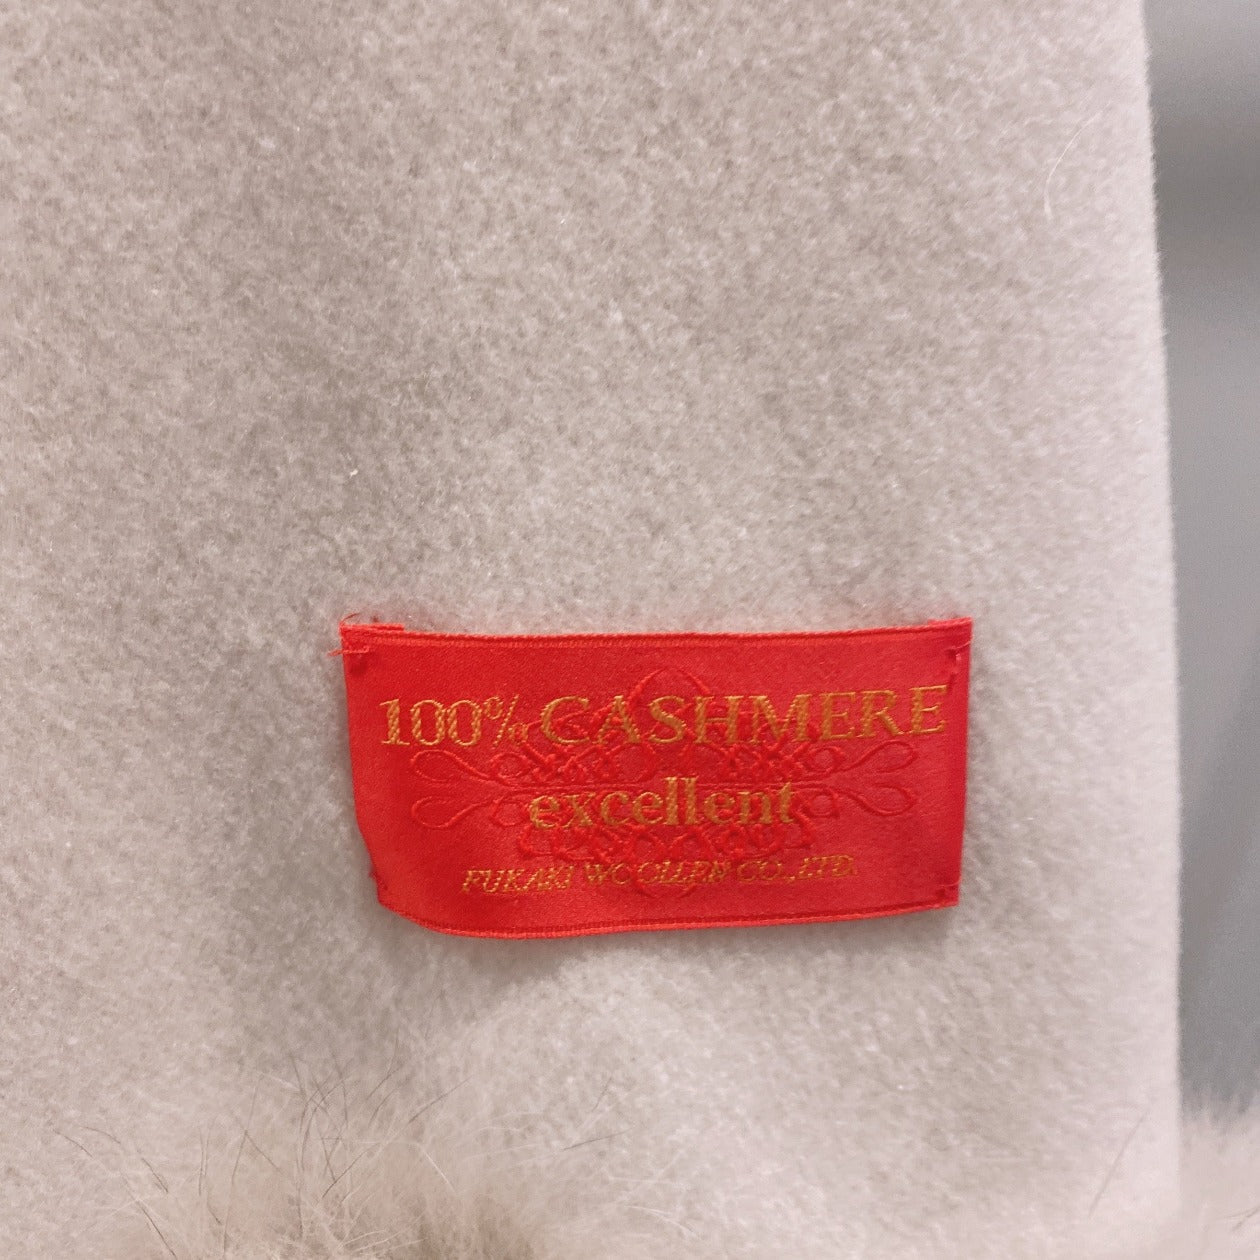 100% CASHMERE
excellent
FUKAKI WOOLLEN CO.,LTD.